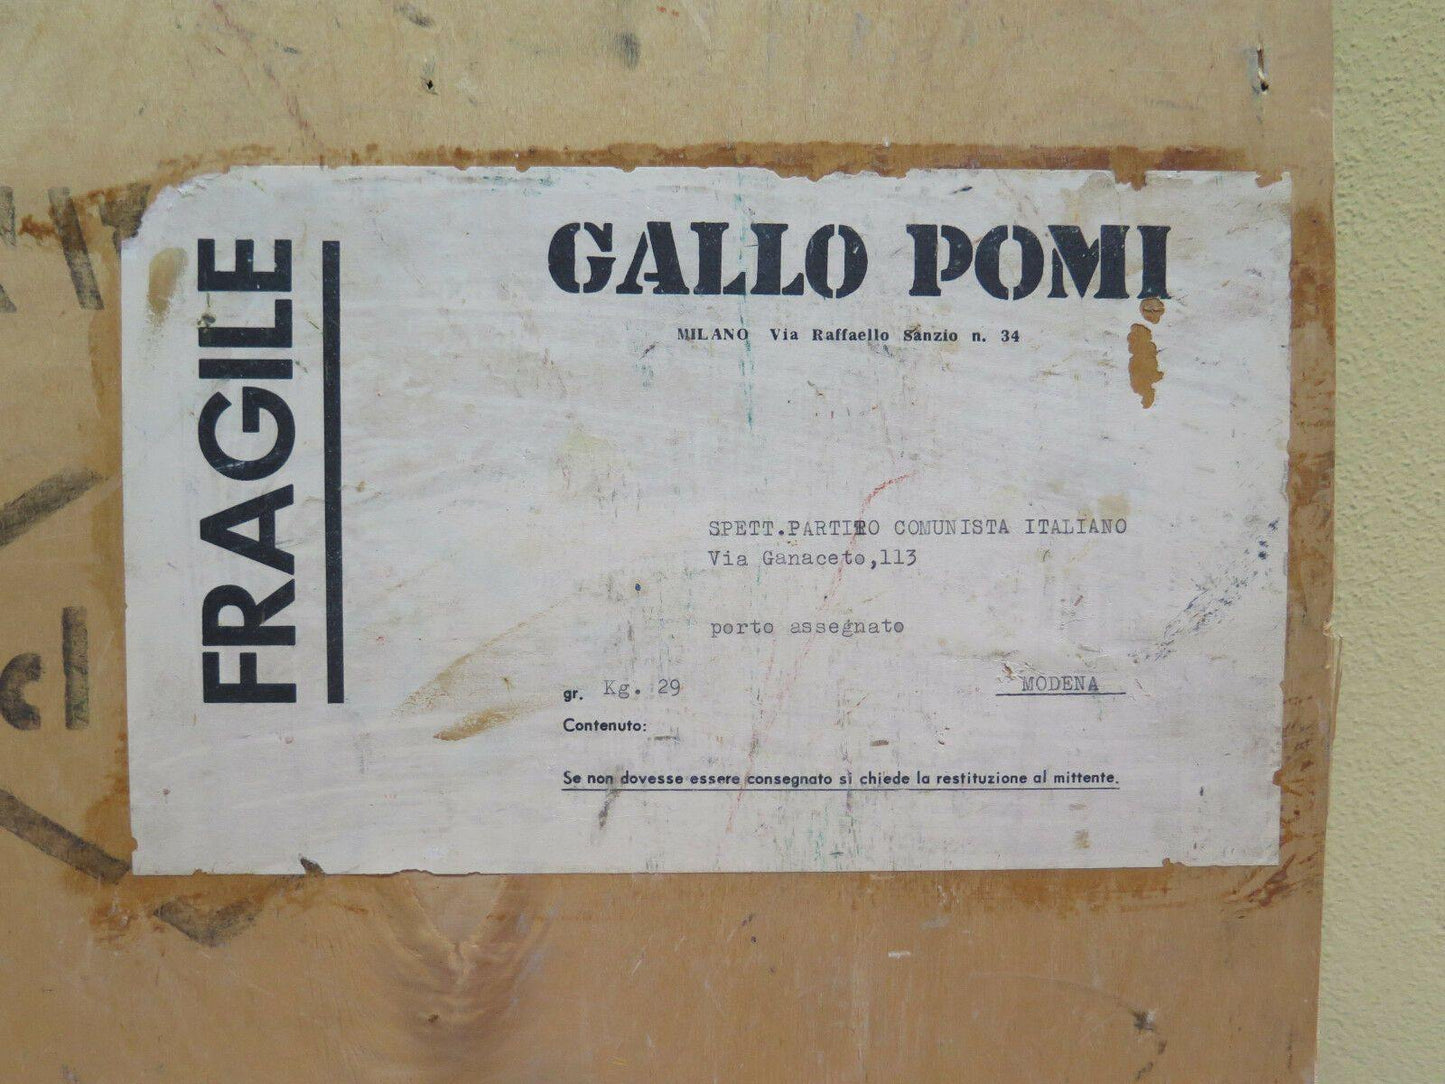 FRAGILE
GALLO POMI
MILANO Via Raffaello Sanzio n. 34
SPETT.PARTITO COMUNISTA ITALIANO
Via Ganaceto,113
porto assegnato
gr. Kg. 29
MODENA
Contenuto:
Se non dovesse essere consegnato si chiede la restituzione al mittente.